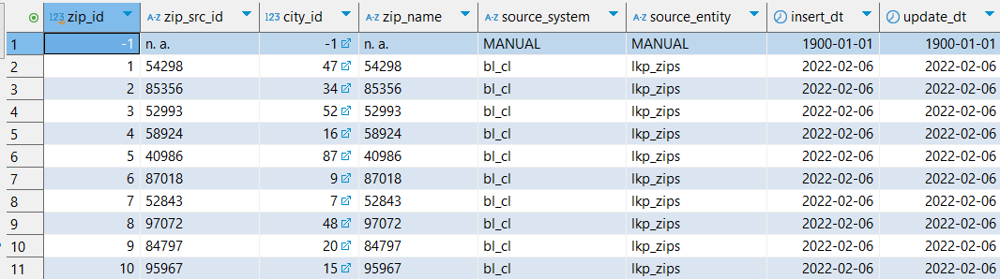 123 zip_id A-Z zip_src_id 123 city_id A-Z zip_name A-Z source_system A-Z source_entity insert_dt update_dt
1 -1 n. a. -1 n. a. MANUAL MANUAL 1900-01-01 1900-01-01
2 1 54298 47 54298 bl_cl lkp_zips 2022-02-06 2022-02-06
3 2 85356 34 85356 bl_cl lkp_zips 2022-02-06 2022-02-06
4 3 52993 52 52993 bl_cl lkp_zips 2022-02-06 2022-02-06
5 4 58924 16 58924 bl_cl lkp_zips 2022-02-06 2022-02-06
6 5 40986 87 40986 bl_cl lkp_zips 2022-02-06 2022-02-06
7 6 87018 9 87018 bl_cl lkp_zips 2022-02-06 2022-02-06
8 7 52843 7 52843 bl_cl lkp_zips 2022-02-06 2022-02-06
9 8 97072 48 97072 bl_cl lkp_zips 2022-02-06 2022-02-06
10 9 84797 20 84797 bl_cl lkp_zips 2022-02-06 2022-02-06
11 10 95967 15 95967 bl_cl lkp_zips 2022-02-06 2022-02-06